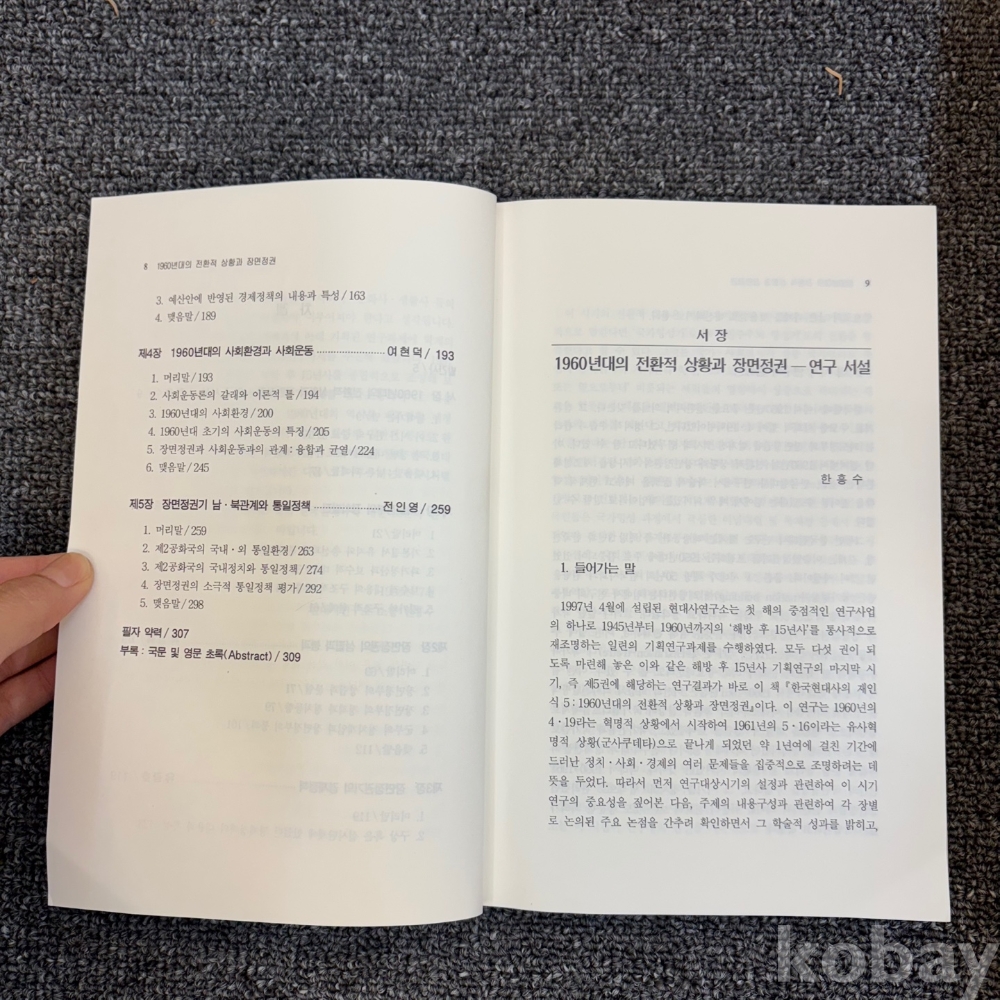 8 1960년대의 전환적 상황과 장면정권
3. 예산안에 반영된 경제정책의 내용과 특성/163
4. 맺음말/189
제4장 1960년대의 사회환경과 사회운동 ........................ 여현덕/193
1. 머리말/193
2. 사회운동론의 갈래와 이론적 틀/194
3. 1960년대의 사회환경/200
4. 1960년대 초기의 사회운동의 특징/205
5. 장면정권과 사회운동과의 관계: 융합과 균열/224
6. 맺음말/245
제5장 장면정권기 남·북관계와 통일정책 ................. 전인영/259
1. 머리말/259
2. 제2공화국의 국내·외 통일환경/263
3. 제2공화국의 국내정치와 통일정책/274
4. 장면정권의 소극적 통일정책 평가/292
5. 맺음말/298
필자 약력/307
부록: 국문 및 영문 초록(Abstract)/309
9
서 장
1960년대의 전환적 상황과 장면정권 ― 연구 서설
한 흥 수
1. 들어가는 말
1997년 4월에 설립된 현대사연구소는 첫 해의 중점적인 연구사업
의 하나로 1945년부터 1960년까지의 '해방 후 15년사'를 통사적으로
재조명하는 일련의 기획연구과제를 수행하였다. 모두 다섯 권이 되
도록 마련해 놓은 이와 같은 해방 후 15년사 기획연구의 마지막 시
기, 즉 제5권에 해당하는 연구결과가 바로 이 책 『한국현대사의 재인
식 5: 1960년대의 전환적 상황과 장면정권』이다. 이 연구는 1960년의
4·19라는 혁명적 상황에서 시작하여 1961년의 5·16이라는 유사혁
명적 상황(군사쿠데타)으로 끝나게 되었던 약 1년여에 걸친 기간에
드러난 정치·사회·경제의 여러 문제들을 집중적으로 조명하려는 데
뜻을 두었다. 따라서 먼저 연구대상시기의 설정과 관련하여 이 시기
연구의 중요성을 짚어본 다음, 주제의 내용구성과 관련하여 각 장별
로 논의된 주요 논점을 간추려 확인하면서 그 학술적 성과를 밝히고,
kobay